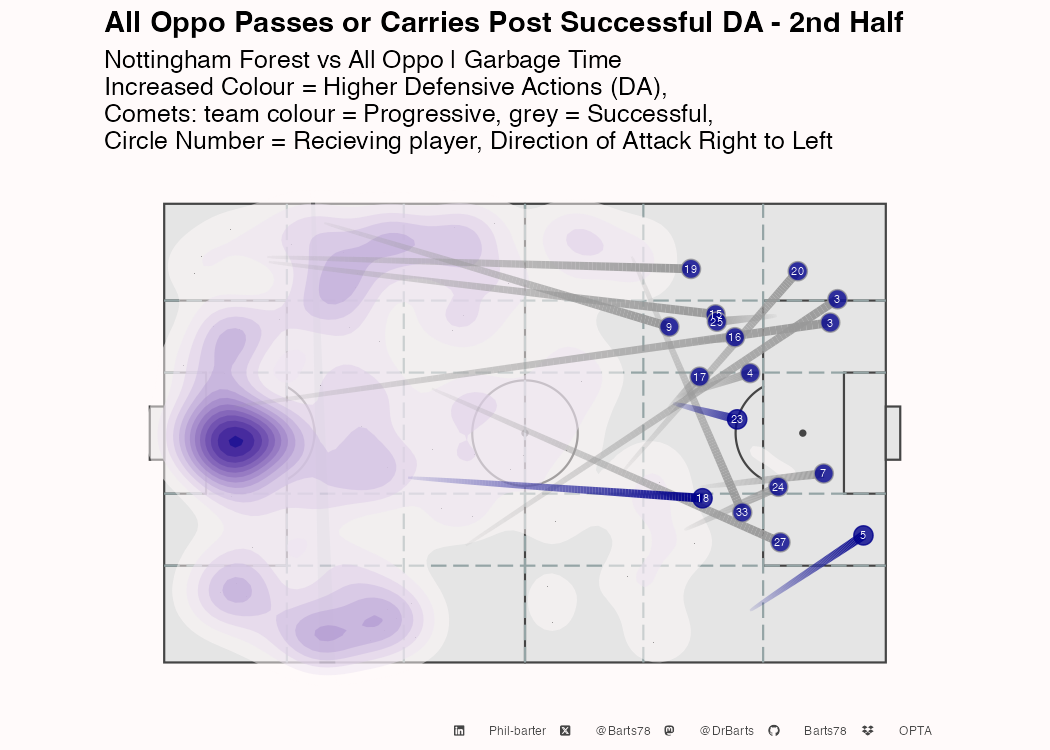 All Oppo Passes or Carries Post Successful DA - 2nd Half
Nottingham Forest vs All Oppo | Garbage Time
Increased Colour = Higher Defensive Actions (DA),
Comets: team colour = Progressive, grey = Successful,
Circle Number = Recieving player, Direction of Attack Right to Left
19
20
3
15
25
3
9
16
17
4
23
7
24
18
33
5
27
Phil-barter @Barts78 @DrBarts Barts78 OPTA